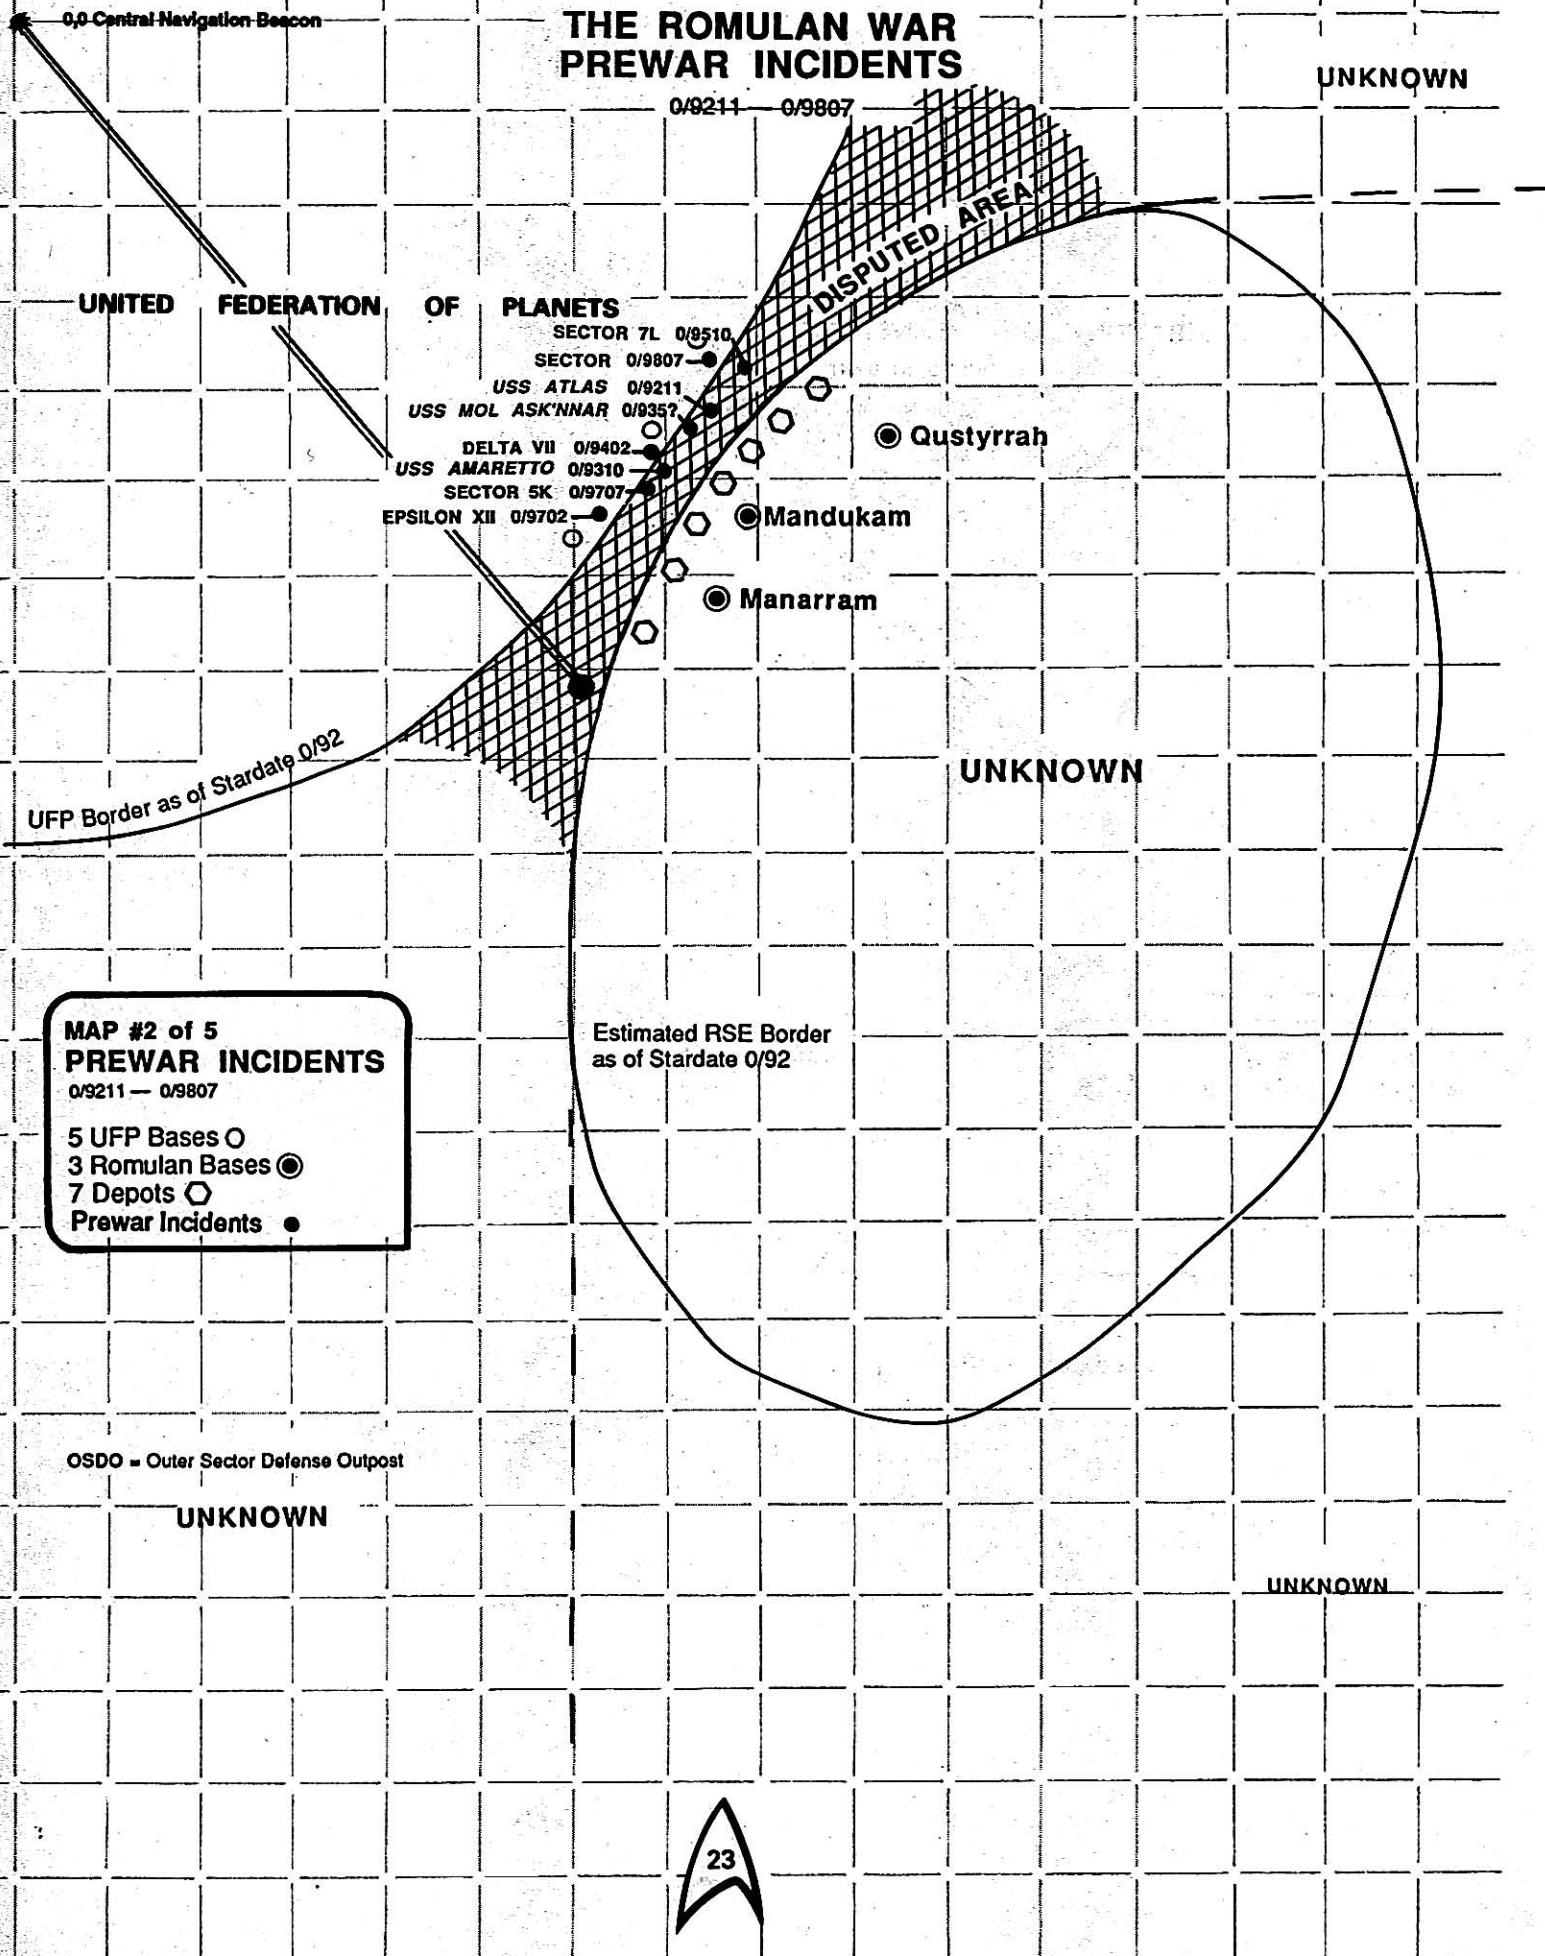 0,0 Central Navigation Beacon
THE ROMULAN WAR
PREWAR INCIDENTS
0/9211 — 0/9807
UNKNOWN
DISPUTED AREA
UNITED FEDERATION OF PLANETS
SECTOR 7L 0/9510
SECTOR 0/9807
USS ATLAS 0/9211
USS MOL ASK'NNAR 0/935?
DELTA VII 0/9402
USS AMARETTO 0/9310
SECTOR 5K 0/9707
EPSILON XII 0/9702
Qustyrrah
Mandukam
Manarram
UFP Border as of Stardate 0/92
UNKNOWN
MAP #2 of 5
PREWAR INCIDENTS
0/9211 — 0/9807
5 UFP Bases
3 Romulan Bases
7 Depots
Prewar Incidents
Estimated RSE Border
as of Stardate 0/92
OSDO = Outer Sector Defense Outpost
UNKNOWN
UNKNOWN
23